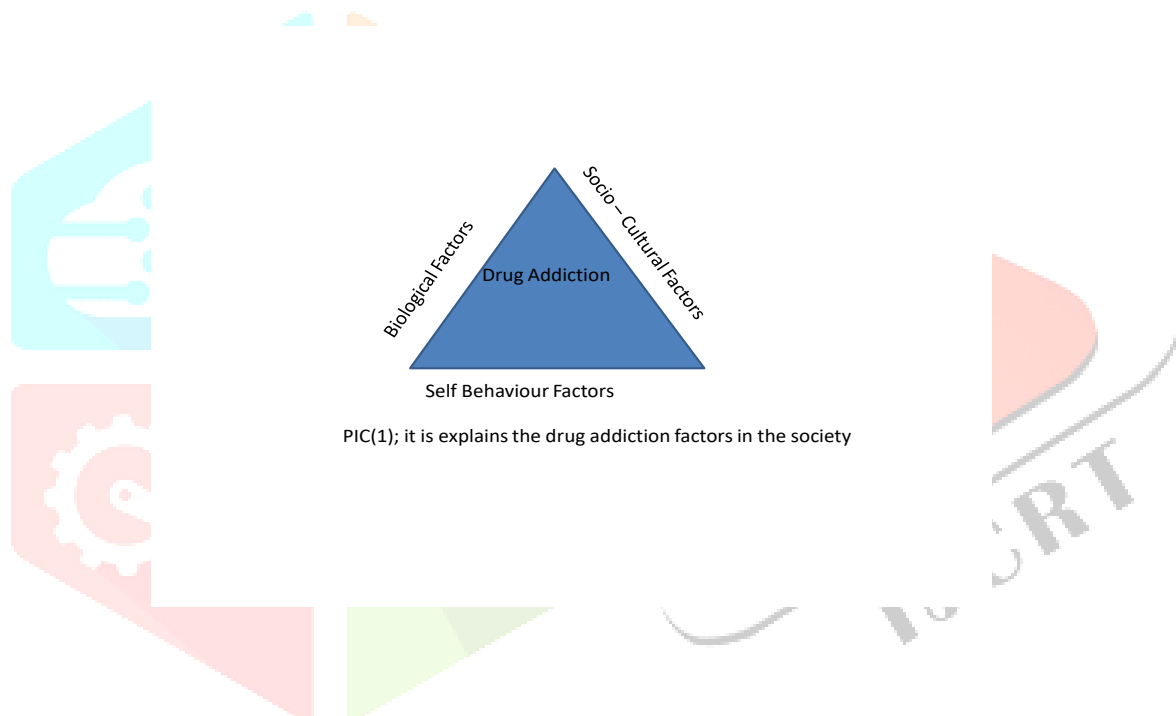 Socio – Cultural Factors
Biological Factors
Drug Addiction
Self Behaviour Factors
PIC(1); it is explains the drug addiction factors in the society